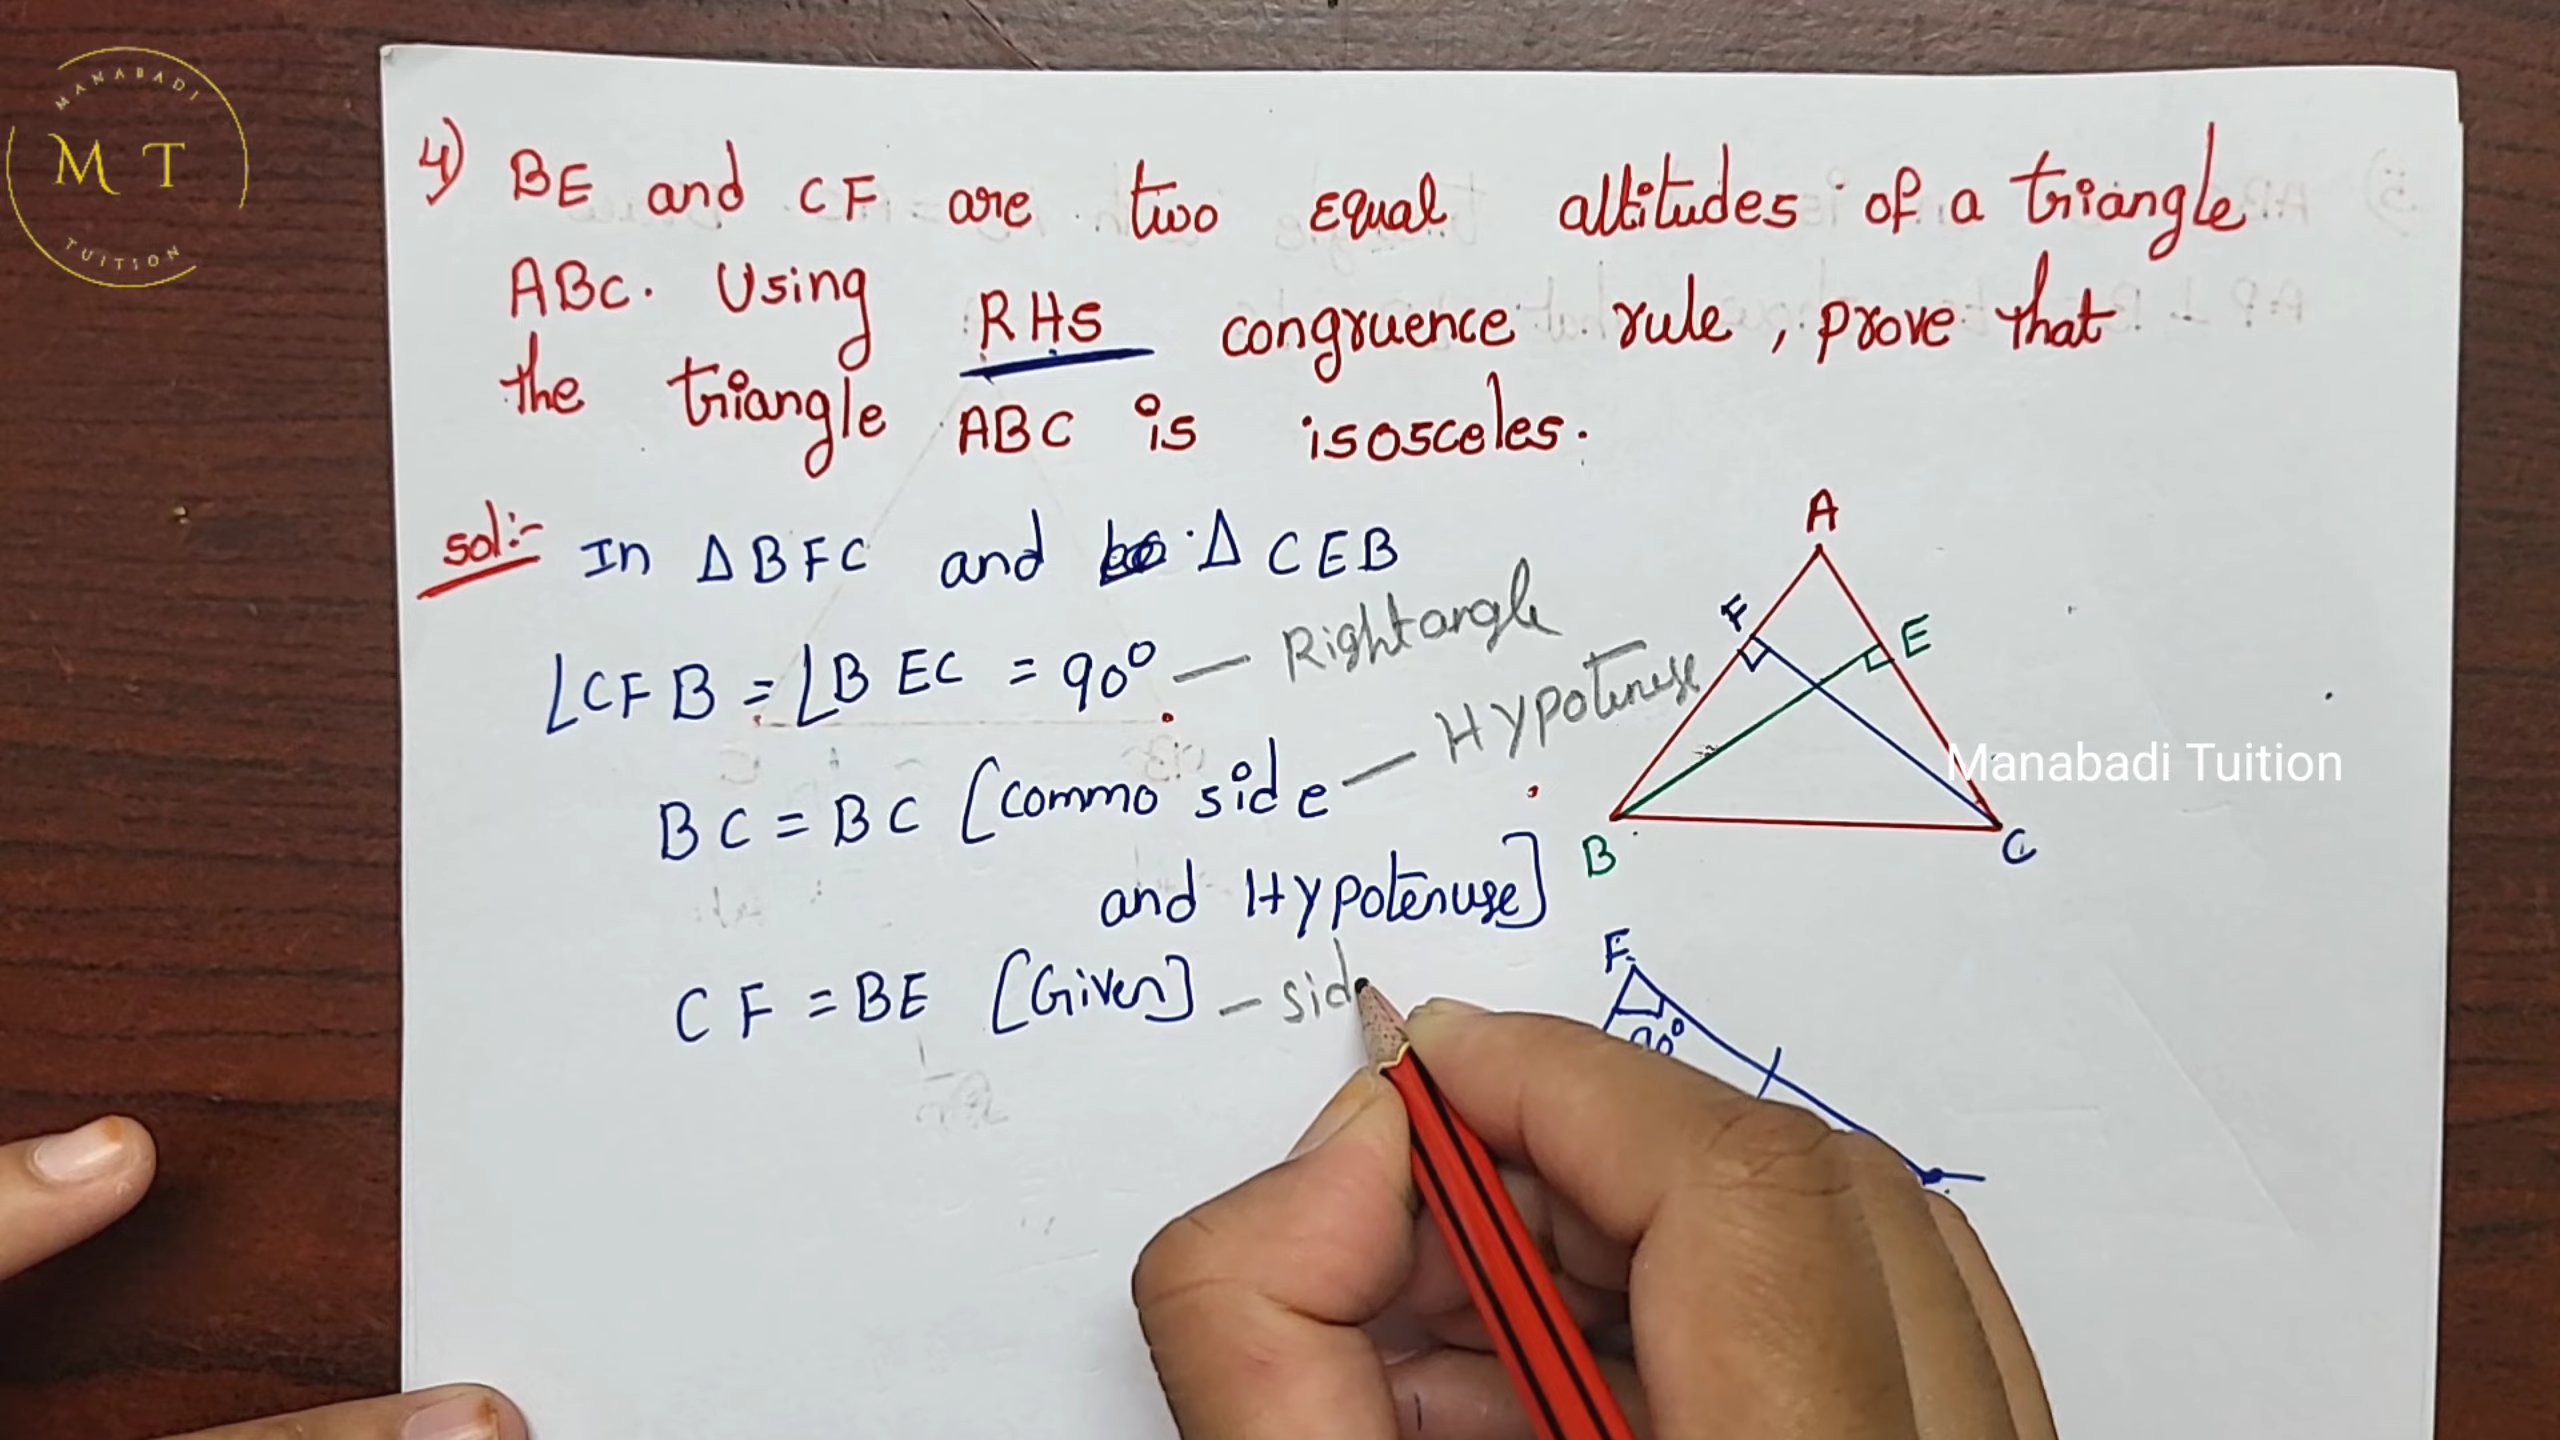 MANABADI
M T
TUITION
4) BE and CF are two equal altitudes of a triangle
ABC. Using RHS congruence rule, prove that
the triangle ABC is isosceles.
Sol:- In ΔBFC and ΔCEB
∠CFB = ∠BEC = 90° — Right angle
BC = BC [commo side — Hypotenuse
and Hypotenuse]
CF = BE [Given] — sid
A
F
E
B
C
Manabadi Tuition
F
90°